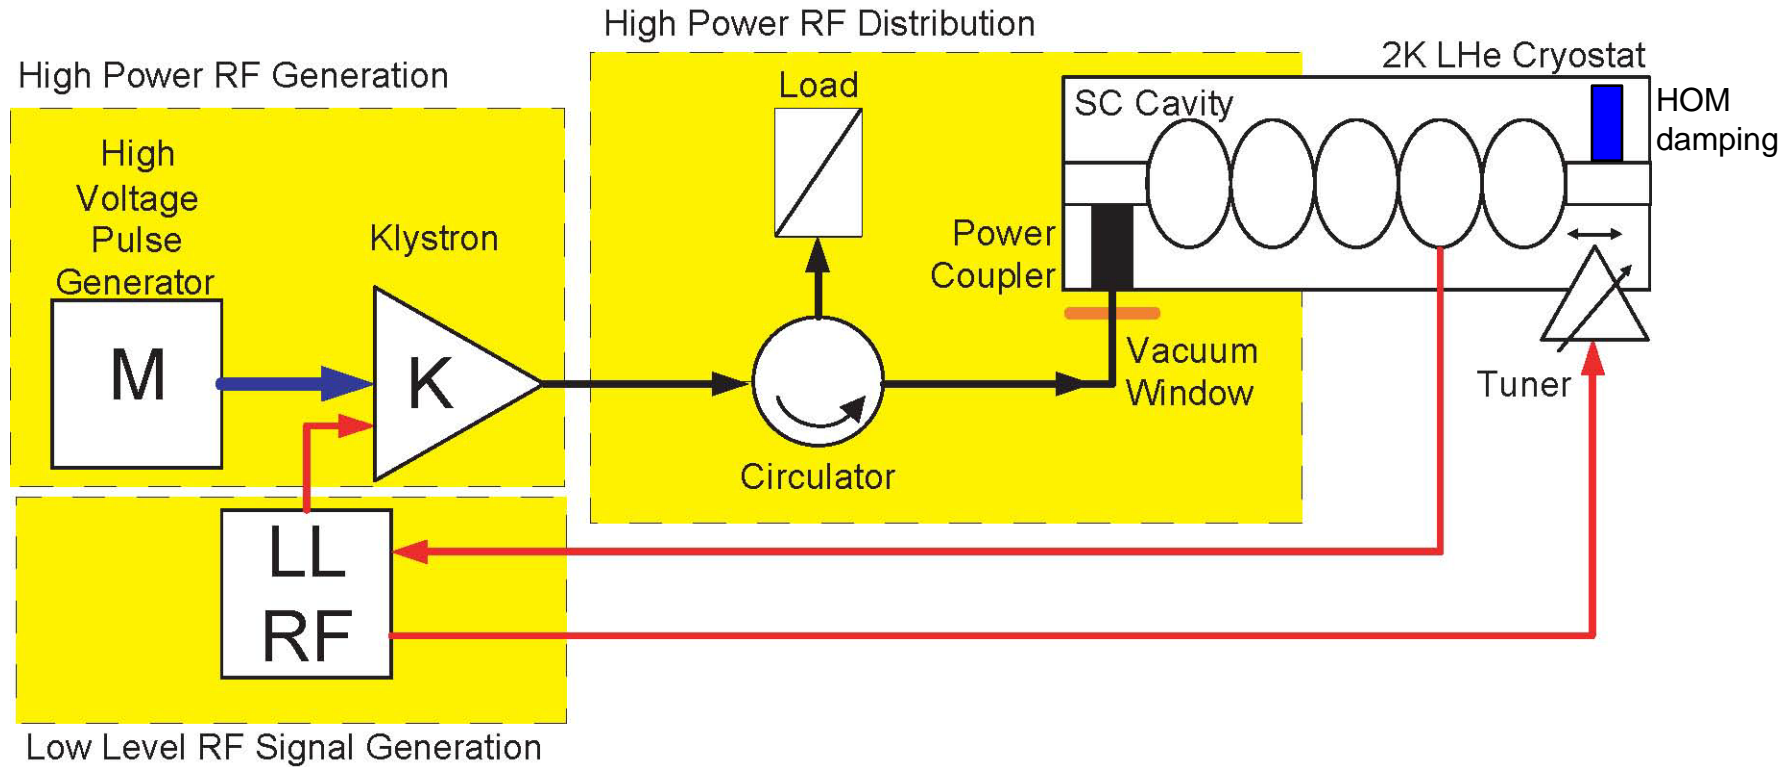 High Power RF Distribution
High Power RF Generation
2K LHe Cryostat
Load
SC Cavity
HOM
damping
High
Voltage
Pulse
Generator
Klystron
Power
Coupler
M
K
Vacuum
Window
Tuner
Circulator
LL
RF
Low Level RF Signal Generation